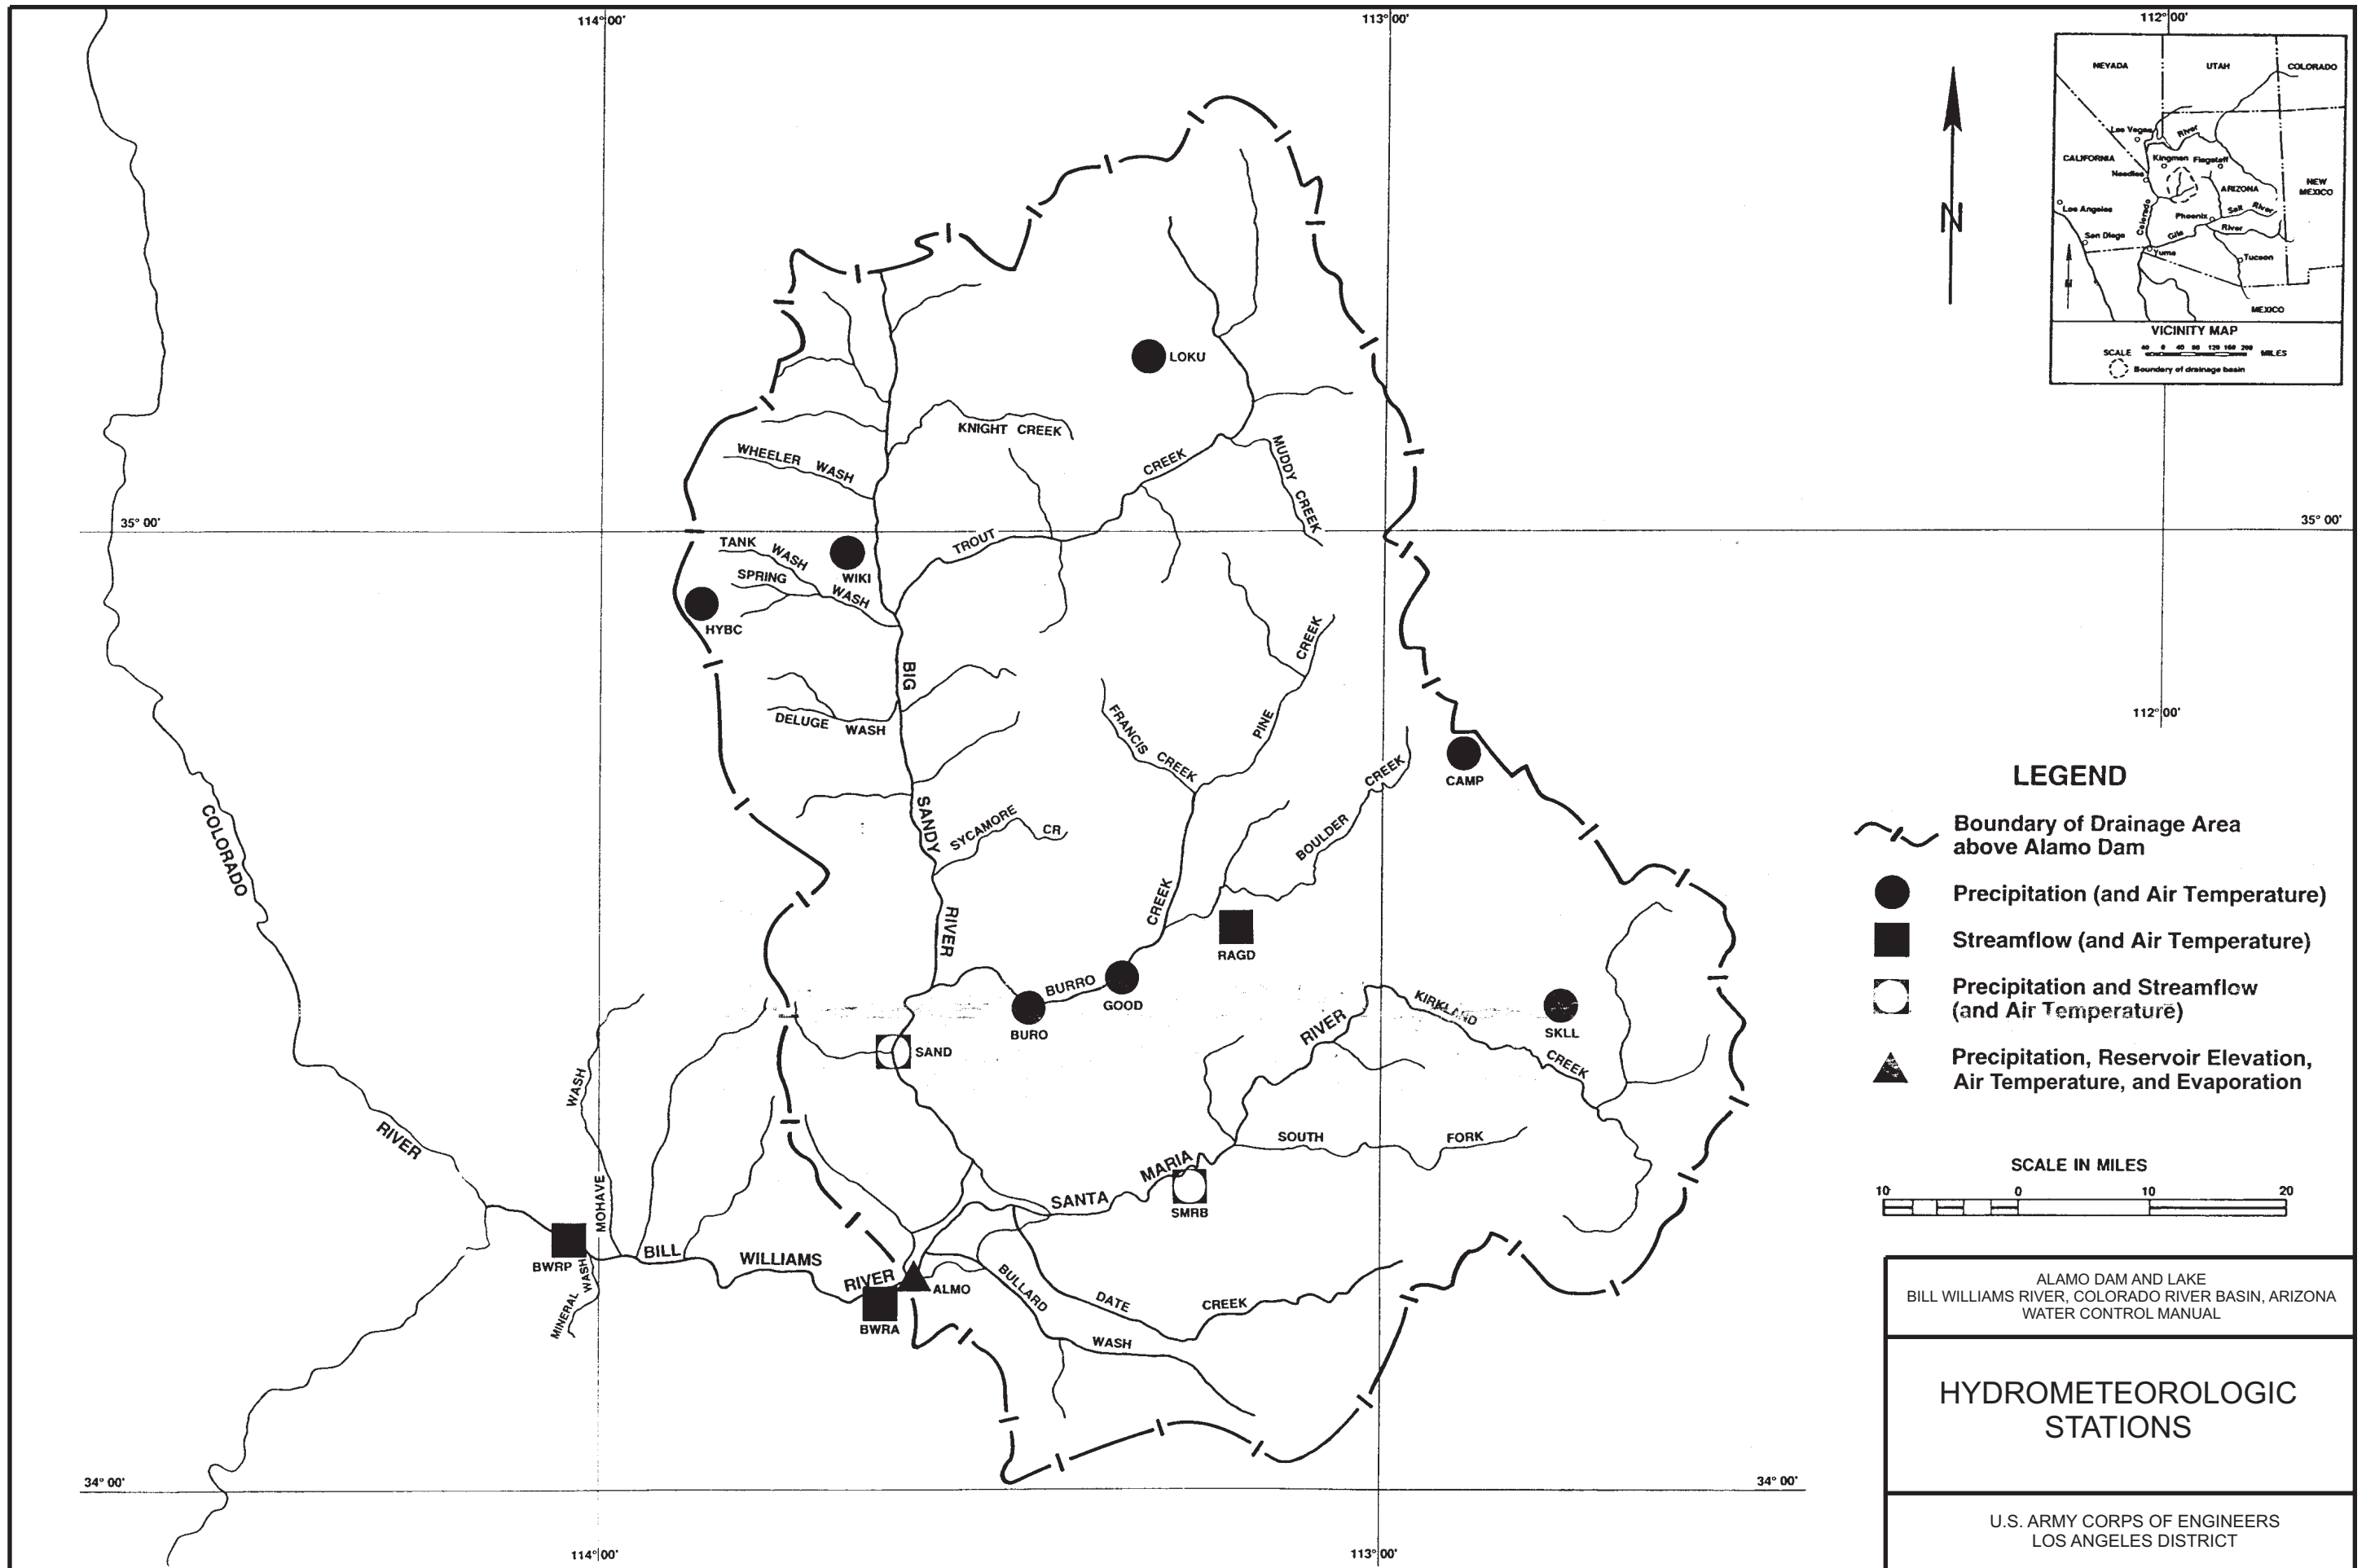 114° 00'
113° 00'
112° 00'
NEVADA
UTAH
COLORADO
Las Vegas
River
CALIFORNIA
Kingman
Flagstaff
Needles
ARIZONA
NEW
MEXICO
Los Angeles
Colorado
Phoenix
Salt River
San Diego
Gila
River
Yuma
Tucson
N
MEXICO
VICINITY MAP
SCALE
40 0 40 80 120 160 200
MILES
Boundary of drainage basin
N
LOKU
KNIGHT CREEK
WHEELER WASH
CREEK
MUDDY CREEK
35° 00'
35° 00'
TANK WASH
TROUT
WIKI
SPRING WASH
HYBC
CREEK
BIG
FRANCIS CREEK
PINE
DELUGE WASH
112° 00'
CAMP
CREEK
LEGEND
COLORADO
SANDY
SYCAMORE CR
BOULDER
Boundary of Drainage Area
above Alamo Dam
Precipitation (and Air Temperature)
CREEK
RIVER
RAGD
Streamflow (and Air Temperature)
BURRO
GOOD
BURO
KIRKLAND
SKLL
Precipitation and Streamflow
(and Air Temperature)
RIVER
SAND
CREEK
Precipitation, Reservoir Elevation,
Air Temperature, and Evaporation
WASH
RIVER
SOUTH FORK
MARIA
SANTA
SMRB
SCALE IN MILES
10 0 10 20
MOHAVE
BWRP
BILL
WILLIAMS
RIVER
ALMO
BWRA
WASH
MINERAL
BULLARD
DATE
CREEK
WASH
ALAMO DAM AND LAKE
BILL WILLIAMS RIVER, COLORADO RIVER BASIN, ARIZONA
WATER CONTROL MANUAL
HYDROMETEOROLOGIC
STATIONS
34° 00'
34° 00'
U.S. ARMY CORPS OF ENGINEERS
LOS ANGELES DISTRICT
114° 00'
113° 00'